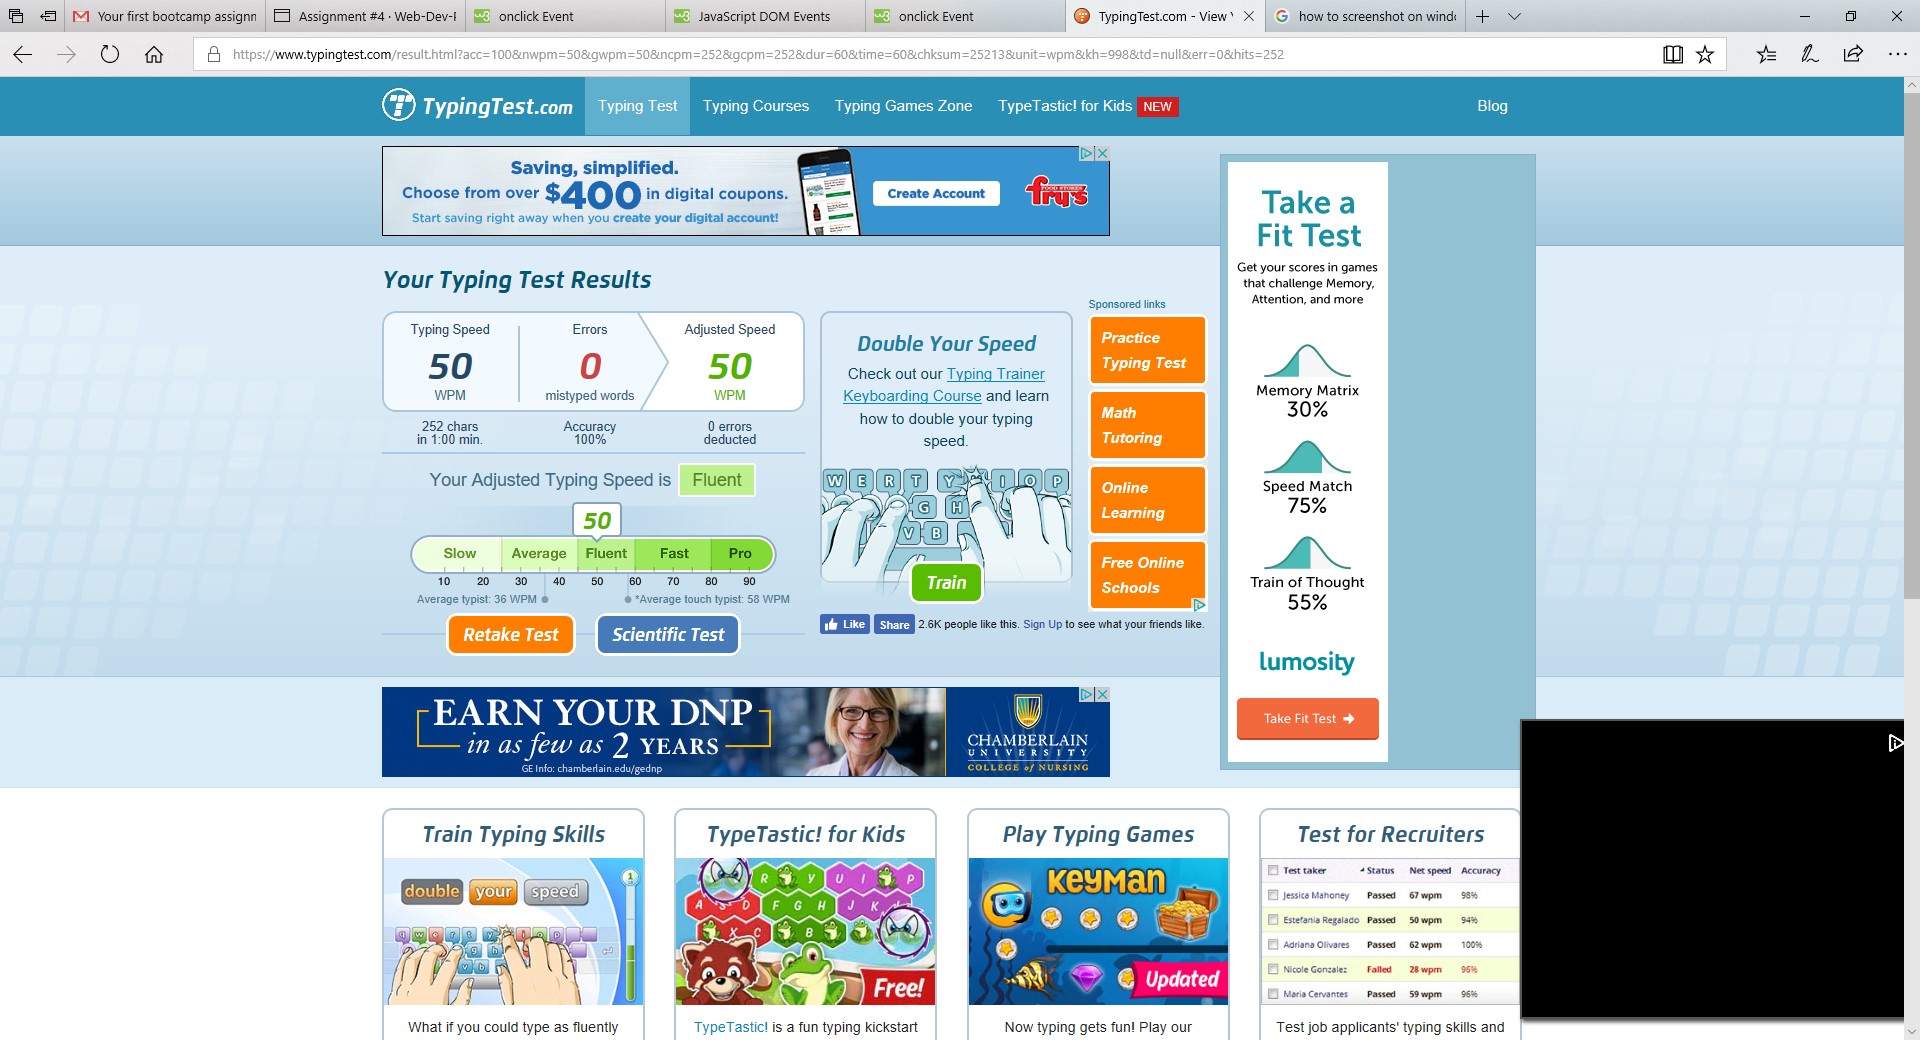 Your first bootcamp assignm
Assignment #4 · Web-Dev-F
onclick Event
JavaScript DOM Events
onclick Event
TypingTest.com - View Y
how to screenshot on windo
https://www.typingtest.com/result.html?acc=100&nwpm=50&gwpm=50&ncpm=252&gcpm=252&dur=60&time=60&chksum=25213&unit=wpm&kh=998&td=null&err=0&hits=252
TypingTest.com
Typing Test
Typing Courses
Typing Games Zone
TypeTastic! for Kids NEW
Blog
Saving, simplified.
Choose from over $400 in digital coupons.
Start saving right away when you create your digital account!
Create Account
fry's
FOOD STORES
Take a
Fit Test
Get your scores in games
that challenge Memory,
Attention, and more
Memory Matrix
30%
Speed Match
75%
Train of Thought
55%
lumosity
Take Fit Test
Your Typing Test Results
Typing Speed
50
WPM
252 chars
in 1:00 min.
Errors
0
mistyped words
Accuracy
100%
Adjusted Speed
50
WPM
0 errors
deducted
Your Adjusted Typing Speed is Fluent
50
Slow Average Fluent Fast Pro
10 20 30 40 50 60 70 80 90
Average typist: 36 WPM
*Average touch typist: 58 WPM
Retake Test
Scientific Test
Double Your Speed
Check out our Typing Trainer
Keyboarding Course and learn
how to double your typing
speed.
W E R T Y I O P
G H
V B
Train
Like
Share
2.6K people like this. Sign Up to see what your friends like.
Sponsored links
Practice
Typing Test
Math
Tutoring
Online
Learning
Free Online
Schools
EARN YOUR DNP
in as few as 2 YEARS
GE Info: chamberlain.edu/gednp
CHAMBERLAIN
UNIVERSITY
COLLEGE of NURSING
Train Typing Skills
double your speed
1
What if you could type as fluently
TypeTastic! for Kids
R Y U I P
A S D F G H J K
X C B
Free!
TypeTastic! is a fun typing kickstart
Play Typing Games
KEYMAN
Updated
Now typing gets fun! Play our
Test for Recruiters
Test taker Status Net speed Accuracy
Jessica Mahoney Passed 67 wpm 98%
Estefania Regalado Passed 50 wpm 94%
Adriana Olivares Passed 62 wpm 100%
Nicole Gonzalez Failed 28 wpm 96%
Maria Cervantes Passed 59 wpm 96%
Test job applicants' typing skills and